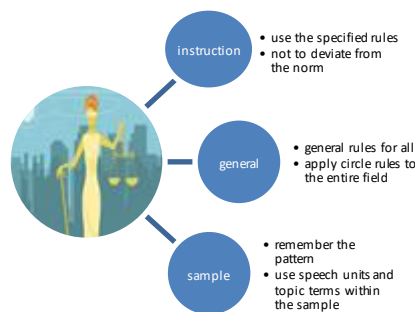 instruction
• use the specified rules
• not to deviate from
the norm
general
• general rules for all
• apply circle rules to
the entire field
sample
• remember the
pattern
• use speech units and
topic terms within
the sample